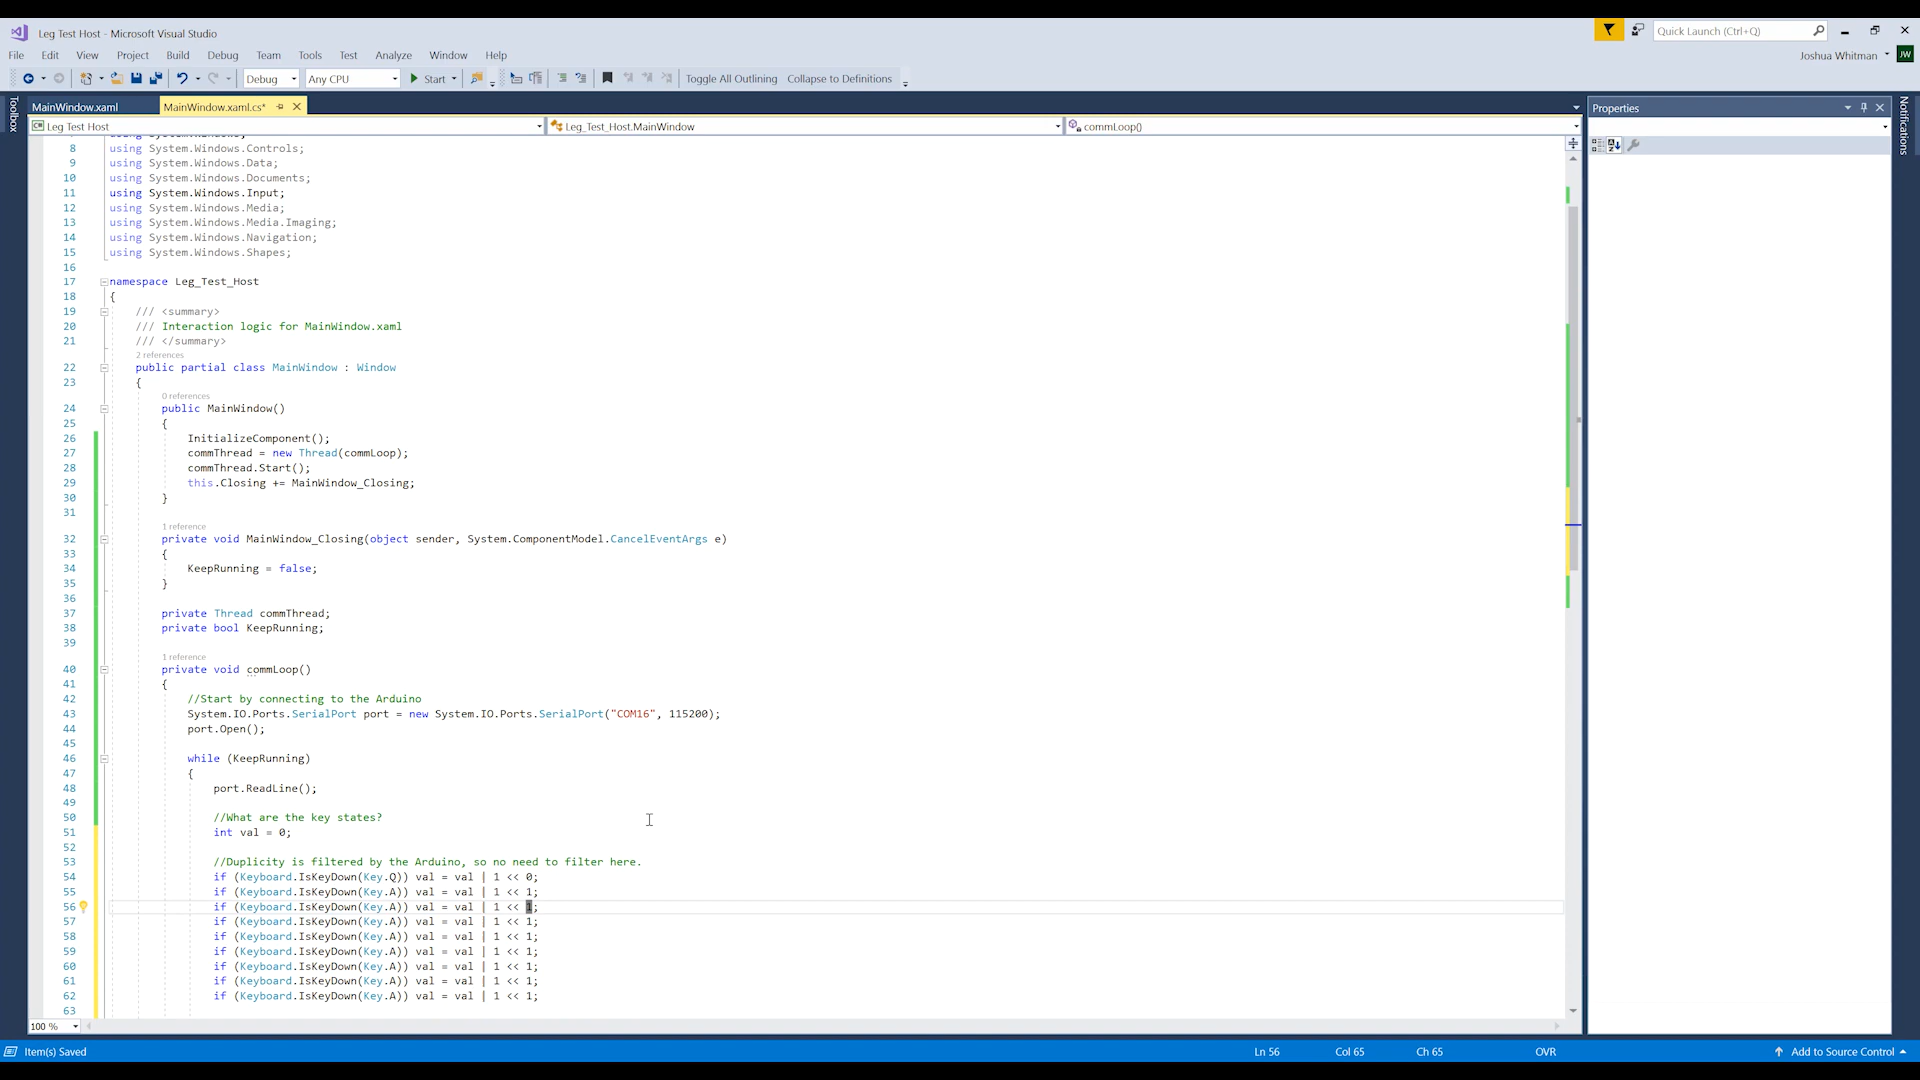 Leg Test Host - Microsoft Visual Studio
Quick Launch (Ctrl+Q)
File Edit View Project Build Debug Team Tools Test Analyze Window Help
Joshua Whitman JW
Debug Any CPU Start Toggle All Outlining Collapse to Definitions
Toolbox
MainWindow.xaml MainWindow.xaml.cs*
Properties
Notifications
Leg Test Host Leg_Test_Host.MainWindow commLoop()
using System.Windows;
8 using System.Windows.Controls;
9 using System.Windows.Data;
10 using System.Windows.Documents;
11 using System.Windows.Input;
12 using System.Windows.Media;
13 using System.Windows.Media.Imaging;
14 using System.Windows.Navigation;
15 using System.Windows.Shapes;
16
17 namespace Leg_Test_Host
18 {
19 /// <summary>
20 /// Interaction logic for MainWindow.xaml
21 /// </summary>
2 references
22 public partial class MainWindow : Window
23 {
0 references
24 public MainWindow()
25 {
26 InitializeComponent();
27 commThread = new Thread(commLoop);
28 commThread.Start();
29 this.Closing += MainWindow_Closing;
30 }
31
1 reference
32 private void MainWindow_Closing(object sender, System.ComponentModel.CancelEventArgs e)
33 {
34 KeepRunning = false;
35 }
36
37 private Thread commThread;
38 private bool KeepRunning;
39
1 reference
40 private void commLoop()
41 {
42 //Start by connecting to the Arduino
43 System.IO.Ports.SerialPort port = new System.IO.Ports.SerialPort("COM16", 115200);
44 port.Open();
45
46 while (KeepRunning)
47 {
48 port.ReadLine();
49
50 //What are the key states?
51 int val = 0;
52
53 //Duplicity is filtered by the Arduino, so no need to filter here.
54 if (Keyboard.IsKeyDown(Key.Q)) val = val | 1 << 0;
55 if (Keyboard.IsKeyDown(Key.A)) val = val | 1 << 1;
56 if (Keyboard.IsKeyDown(Key.A)) val = val | 1 << 1;
57 if (Keyboard.IsKeyDown(Key.A)) val = val | 1 << 1;
58 if (Keyboard.IsKeyDown(Key.A)) val = val | 1 << 1;
59 if (Keyboard.IsKeyDown(Key.A)) val = val | 1 << 1;
60 if (Keyboard.IsKeyDown(Key.A)) val = val | 1 << 1;
61 if (Keyboard.IsKeyDown(Key.A)) val = val | 1 << 1;
62 if (Keyboard.IsKeyDown(Key.A)) val = val | 1 << 1;
63
100 %
Item(s) Saved Ln 56 Col 65 Ch 65 OVR Add to Source Control